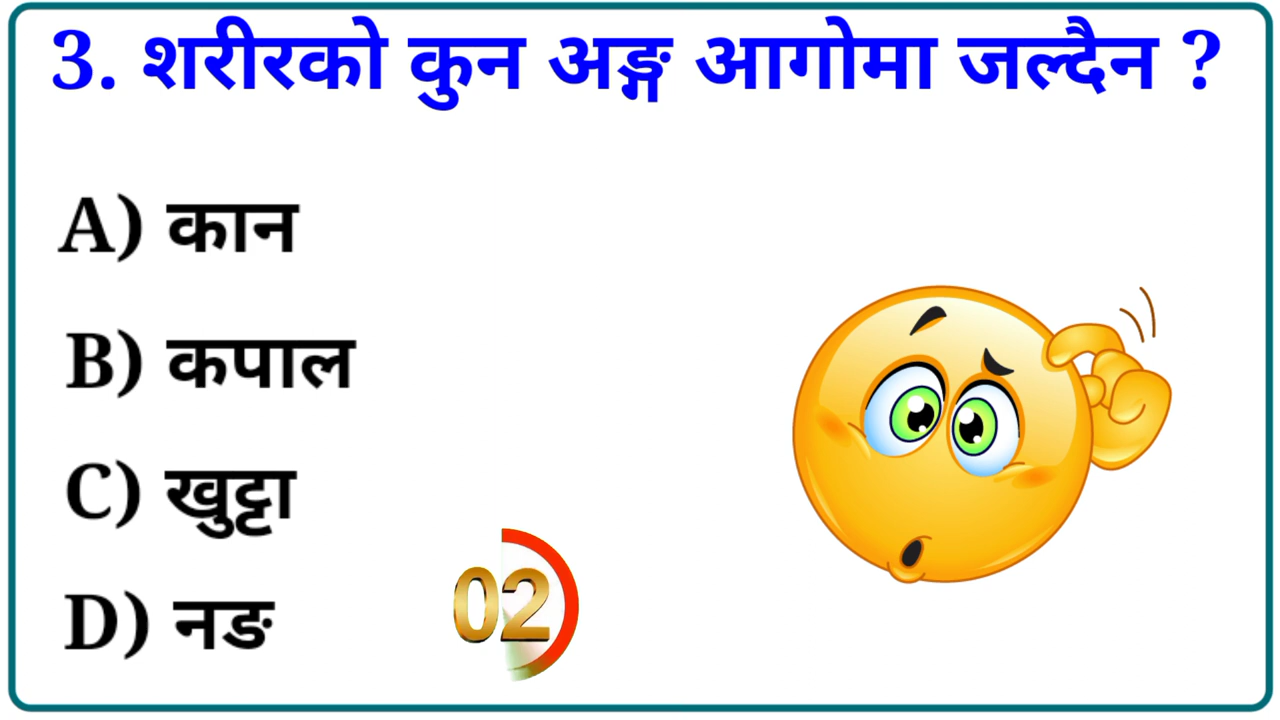 3. शरीरको कुन अङ्ग आगोमा जल्दैन ?
A) कान
B) कपाल
C) खुट्टा
D) नङ
02